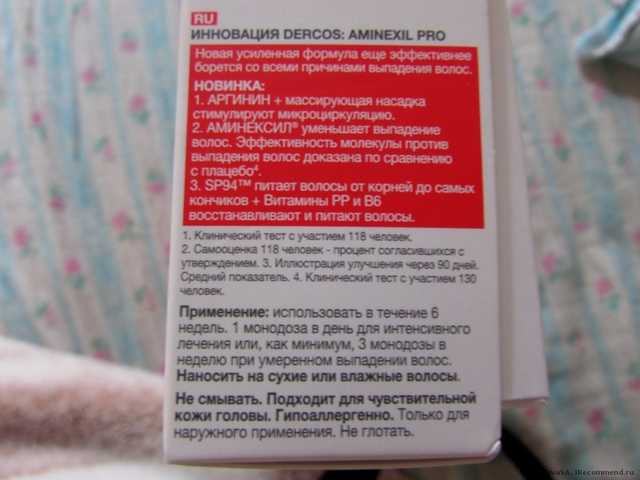 RU
ИННОВАЦИЯ DERCOS: AMINEXIL PRO
Новая усиленная формула еще эффективнее
борется со всеми причинами выпадения волос.
НОВИНКА:
1. АРГИНИН + массирующая насадка
стимулируют микроциркуляцию.
2. АМИНЕКСИЛ® уменьшает выпадение
волос. Эффективность молекулы против
выпадения волос доказана по сравнению
с плацебо⁴.
3. SP94™ питает волосы от корней до самых
кончиков + Витамины PP и B6
восстанавливают и питают волосы.
1. Клинический тест с участием 118 человек.
2. Самооценка 118 человек - процент согласившихся с
утверждением. 3. Иллюстрация улучшения через 90 дней.
Средний показатель. 4. Клинический тест с участием 130
человек.
Применение: использовать в течение 6
недель. 1 монодоза в день для интенсивного
лечения или, как минимум, 3 монодозы в
неделю при умеренном выпадении волос.
Наносить на сухие или влажные волосы.
Не смывать. Подходит для чувствительной
кожи головы. Гипоаллергенно. Только для
наружного применения. Не глотать.
IRecommend.ru